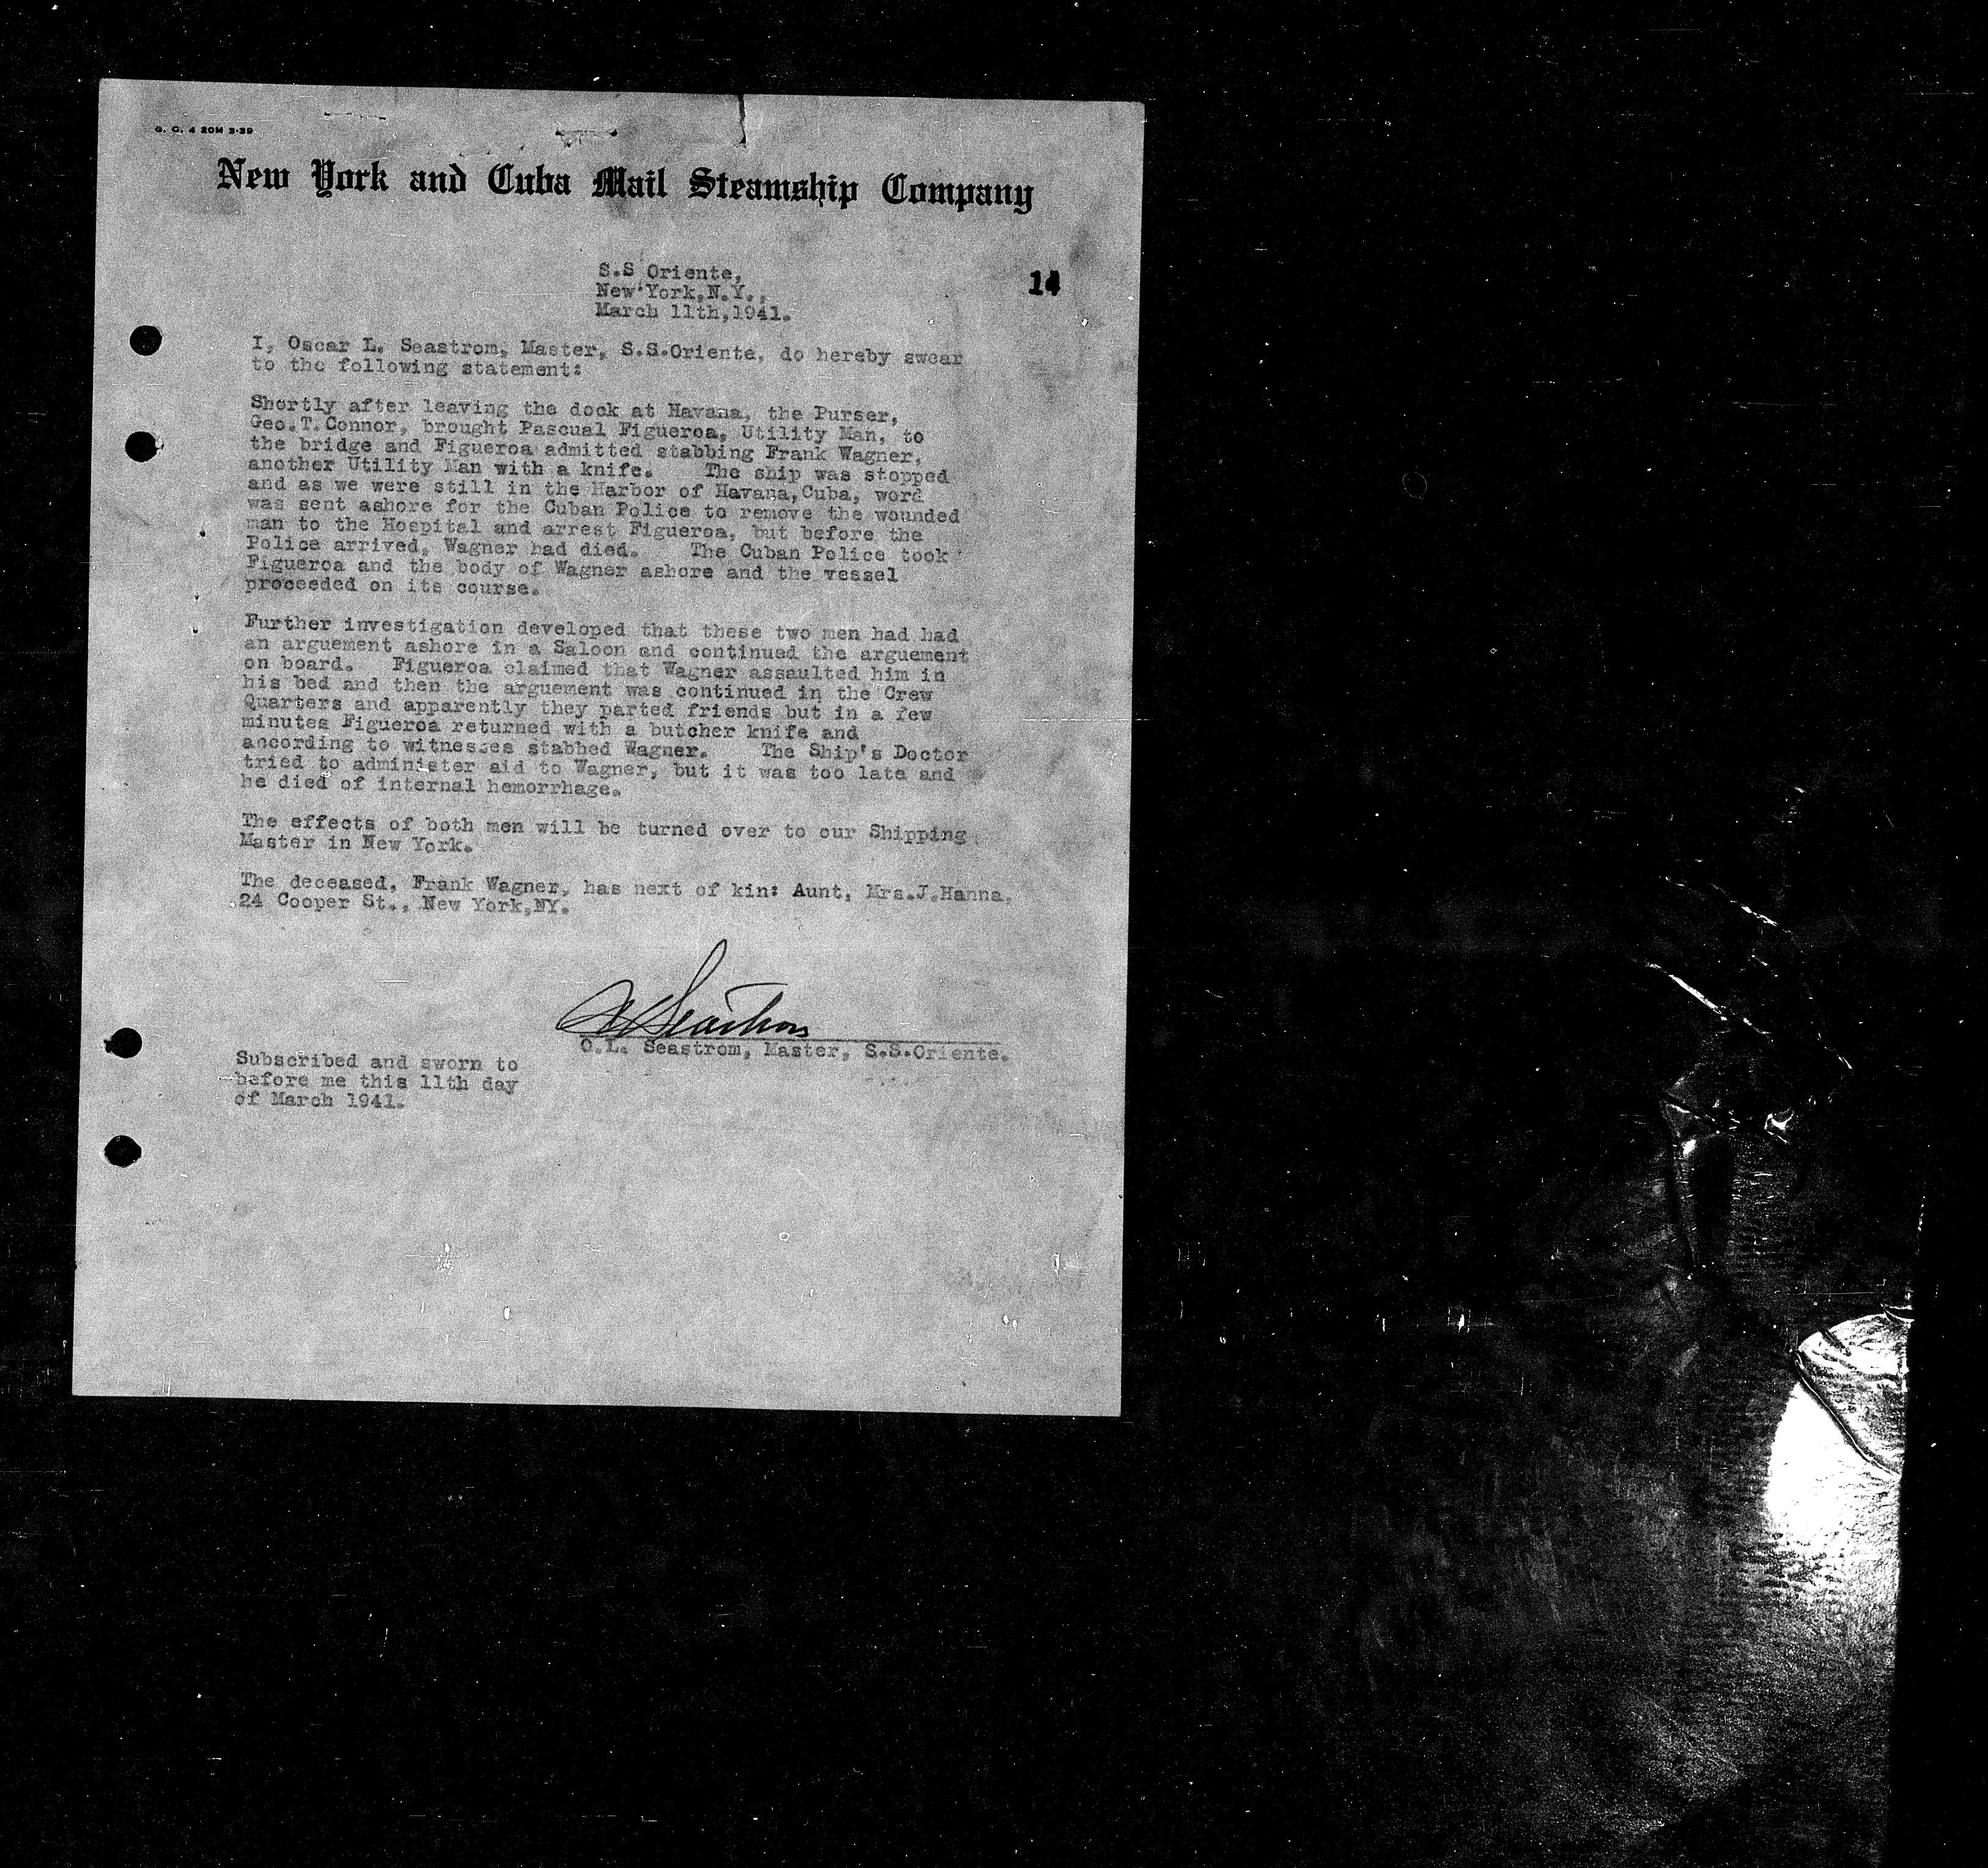 G. C. 4 20M 3-39
New York and Cuba Mail Steamship Company
S.S Oriente,
New York,N.Y.,
March 11th,1941.
14
I, Oscar L. Seastrom, Master, S.S.Oriente, do hereby swear
to the following statement:
Shortly after leaving the dock at Havana, the Purser,
Geo.T.Connor, brought Pascual Figueroa, Utility Man, to
the bridge and Figueroa admitted stabbing Frank Wagner,
another Utility Man with a knife. The ship was stopped
and as we were still in the Harbor of Havana,Cuba, word
was sent ashore for the Cuban Police to remove the wounded
man to the Hospital and arrest Figueroa, but before the
Police arrived, Wagner had died. The Cuban Police took
Figueroa and the body of Wagner ashore and the vessel
proceeded on its course.
Further investigation developed that these two men had had
an arguement ashore in a Saloon and continued the arguement
on board. Figueroa claimed that Wagner assaulted him in
his bed and then the arguement was continued in the Crew
Quarters and apparently they parted friends but in a few
minutes Figueroa returned with a butcher knife and
according to witnesses stabbed Wagner. The Ship's Doctor
tried to administer aid to Wagner, but it was too late and
he died of internal hemorrhage.
The effects of both men will be turned over to our Shipping
Master in New York.
The deceased, Frank Wagner, has next of kin: Aunt, Mrs.J.Hanna,
24 Cooper St., New York,NY.
O L Seastrom
O.L. Seastrom, Master, S.S.Oriente.
Subscribed and sworn to
before me this 11th day
of March 1941.